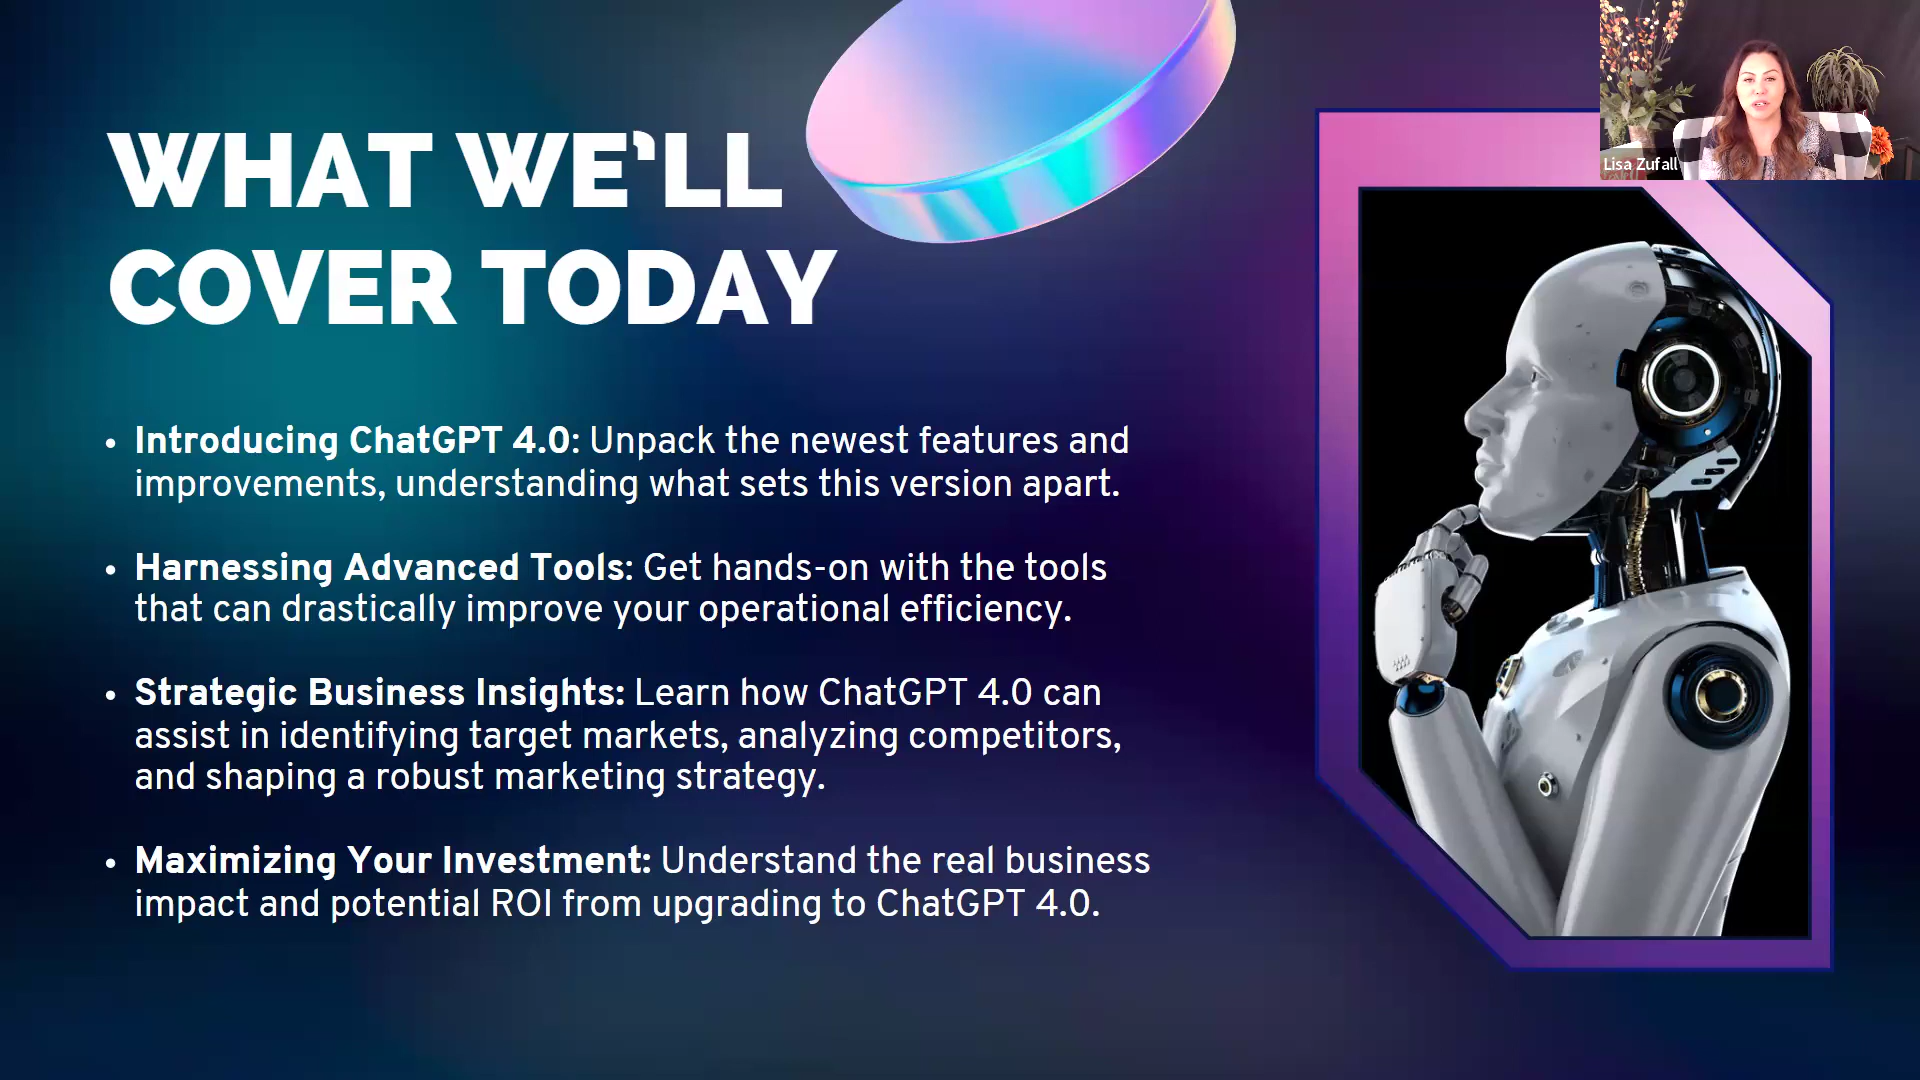 WHAT WE'LL
COVER TODAY
Lisa Zufall
• Introducing ChatGPT 4.0: Unpack the newest features and
improvements, understanding what sets this version apart.
• Harnessing Advanced Tools: Get hands-on with the tools
that can drastically improve your operational efficiency.
• Strategic Business Insights: Learn how ChatGPT 4.0 can
assist in identifying target markets, analyzing competitors,
and shaping a robust marketing strategy.
• Maximizing Your Investment: Understand the real business
impact and potential ROI from upgrading to ChatGPT 4.0.